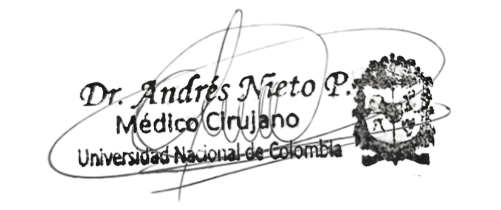 Dr. Andrés Nieto P.
Médico Cirujano
Universidad Nacional de Colombia